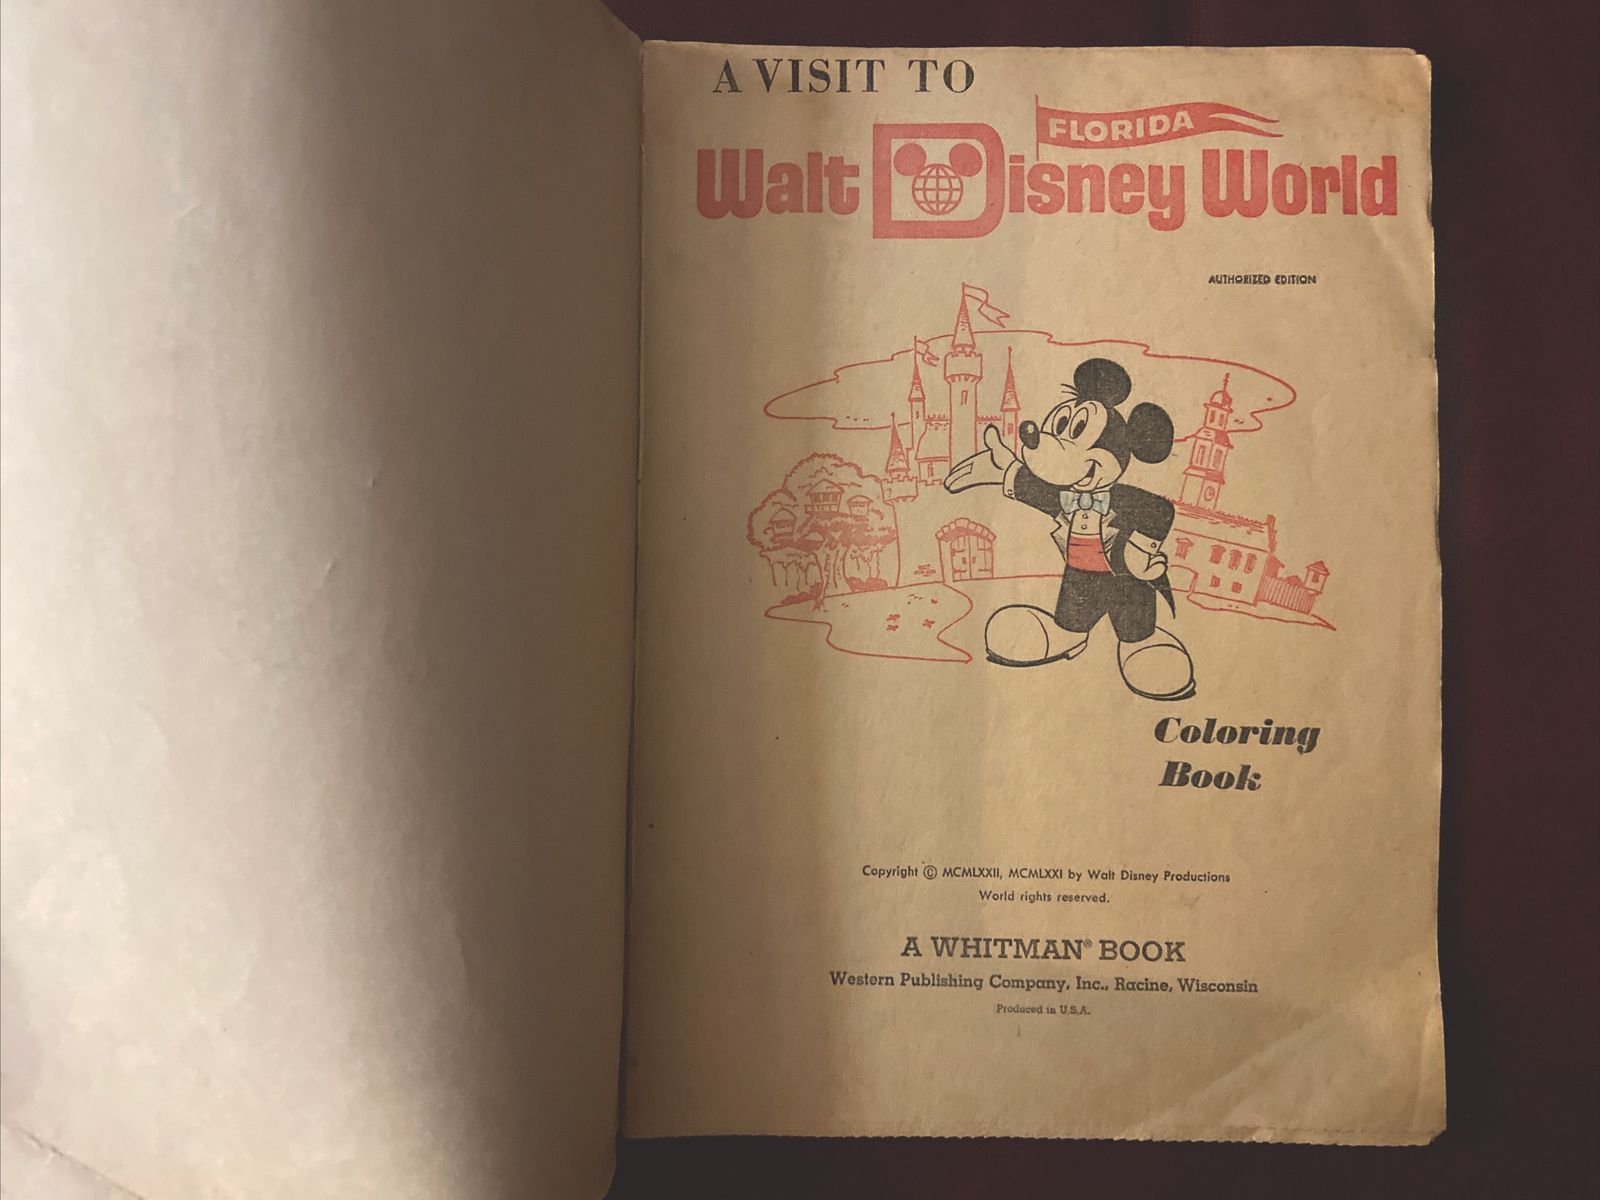 A VISIT TO
FLORIDA
Walt Disney World
AUTHORIZED EDITION
Coloring
Book
Copyright © MCMLXXII, MCMLXXI by Walt Disney Productions
World rights reserved.
A WHITMAN® BOOK
Western Publishing Company, Inc., Racine, Wisconsin
Produced in U.S.A.